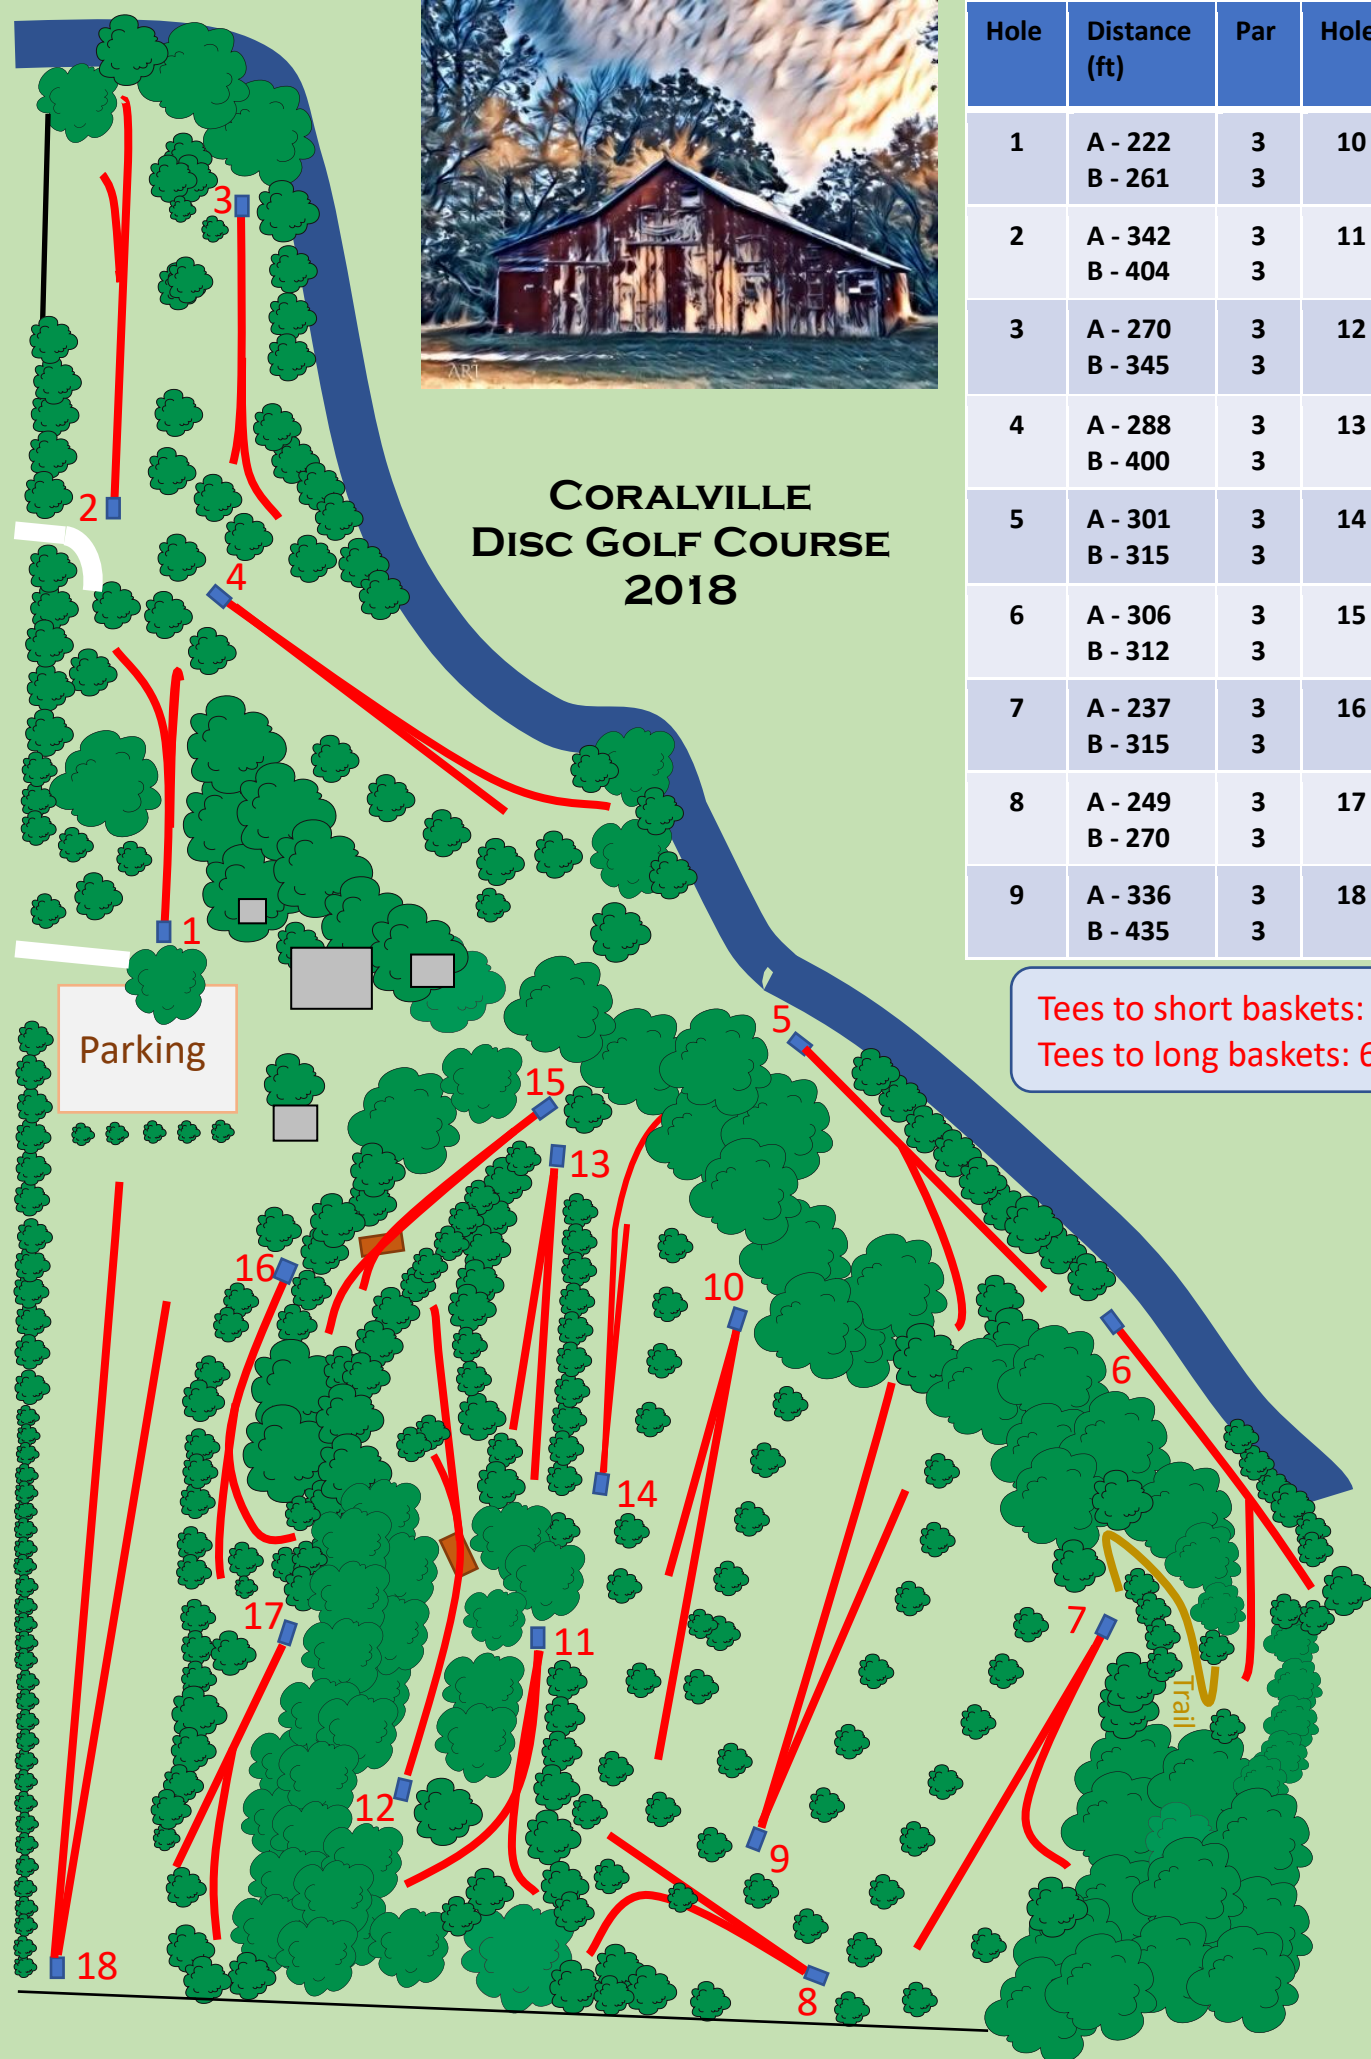 Hole Distance (ft) Par Hole
1 A - 222 3 10
B - 261 3
2 A - 342 3 11
B - 404 3
3 A - 270 3 12
B - 345 3
4 A - 288 3 13
B - 400 3
5 A - 301 3 14
B - 315 3
6 A - 306 3 15
B - 312 3
7 A - 237 3 16
B - 315 3
8 A - 249 3 17
B - 270 3
9 A - 336 3 18
B - 435 3
ART
CORALVILLE
DISC GOLF COURSE
2018
Tees to short baskets:
Tees to long baskets: 6
3
2
4
1
Parking
5
15
13
16
10
6
14
17
7
11
Trail
12
9
18
8